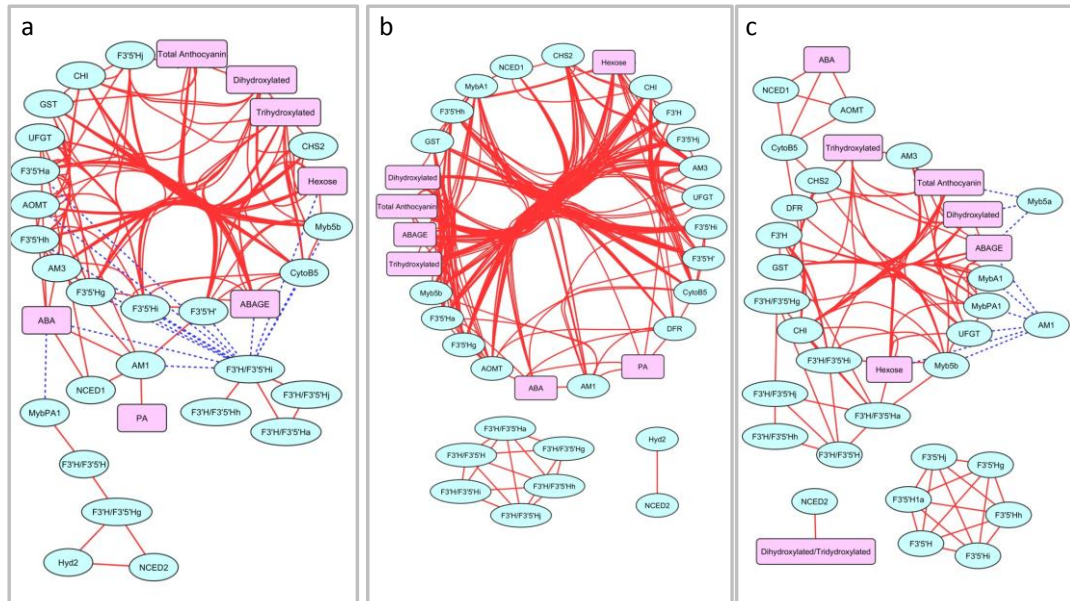 a
F3'5'Hj
Total Anthocyanin
CHI
Dihydroxylated
GST
Trihydroxylated
UFGT
CHS2
F3'5'Ha
Hexose
AOMT
Myb5b
F3'5'Hh
AM3
CytoB5
F3'5'Hg
F3'5'Hi
F3'5'H'
ABAGE
ABA
AM1
F3'H/F3'5'Hi
NCED1
F3'H/F3'5'Hj
MybPA1
PA
F3'H/F3'5'Hh
F3'H/F3'5'Ha
F3'H/F3'5'H
F3'H/F3'5'Hg
Hyd2
NCED2
b
CHS2
Hexose
NCED1
CHI
MybA1
F3'H
F3'5'Hh
F3'5'Hj
GST
AM3
Dihydroxylated
UFGT
Total Anthocyanin
F3'5'Hi
ABAGE
F3'5'H'
Trihydroxylated
Myb5b
CytoB5
F3'5'Ha
DFR
F3'5'Hg
AOMT
PA
ABA
AM1
F3'H/F3'5'Ha
Hyd2
F3'H/F3'5'H
F3'H/F3'5'Hg
F3'H/F3'5'Hi
F3'H/F3'5'Hh
NCED2
F3'H/F3'5'Hj
c
ABA
NCED1
AOMT
CytoB5
Trihydroxylated
AM3
CHS2
Total Anthocyanin
Myb5a
DFR
Dihydroxylated
F3'H
ABAGE
GST
MybA1
F3'H/F3'5'Hg
MybPA1
AM1
CHI
UFGT
F3'H/F3'5'Hi
Hexose
Myb5b
F3'H/F3'5'Hj
F3'H/F3'5'Ha
F3'H/F3'5'Hh
F3'H/F3'5'H
F3'5'Hj
F3'5'Hg
NCED2
F3'5'H1a
F3'5'Hh
F3'5'H
F3'5'Hi
Dihydroxylated/Tridydroxylated